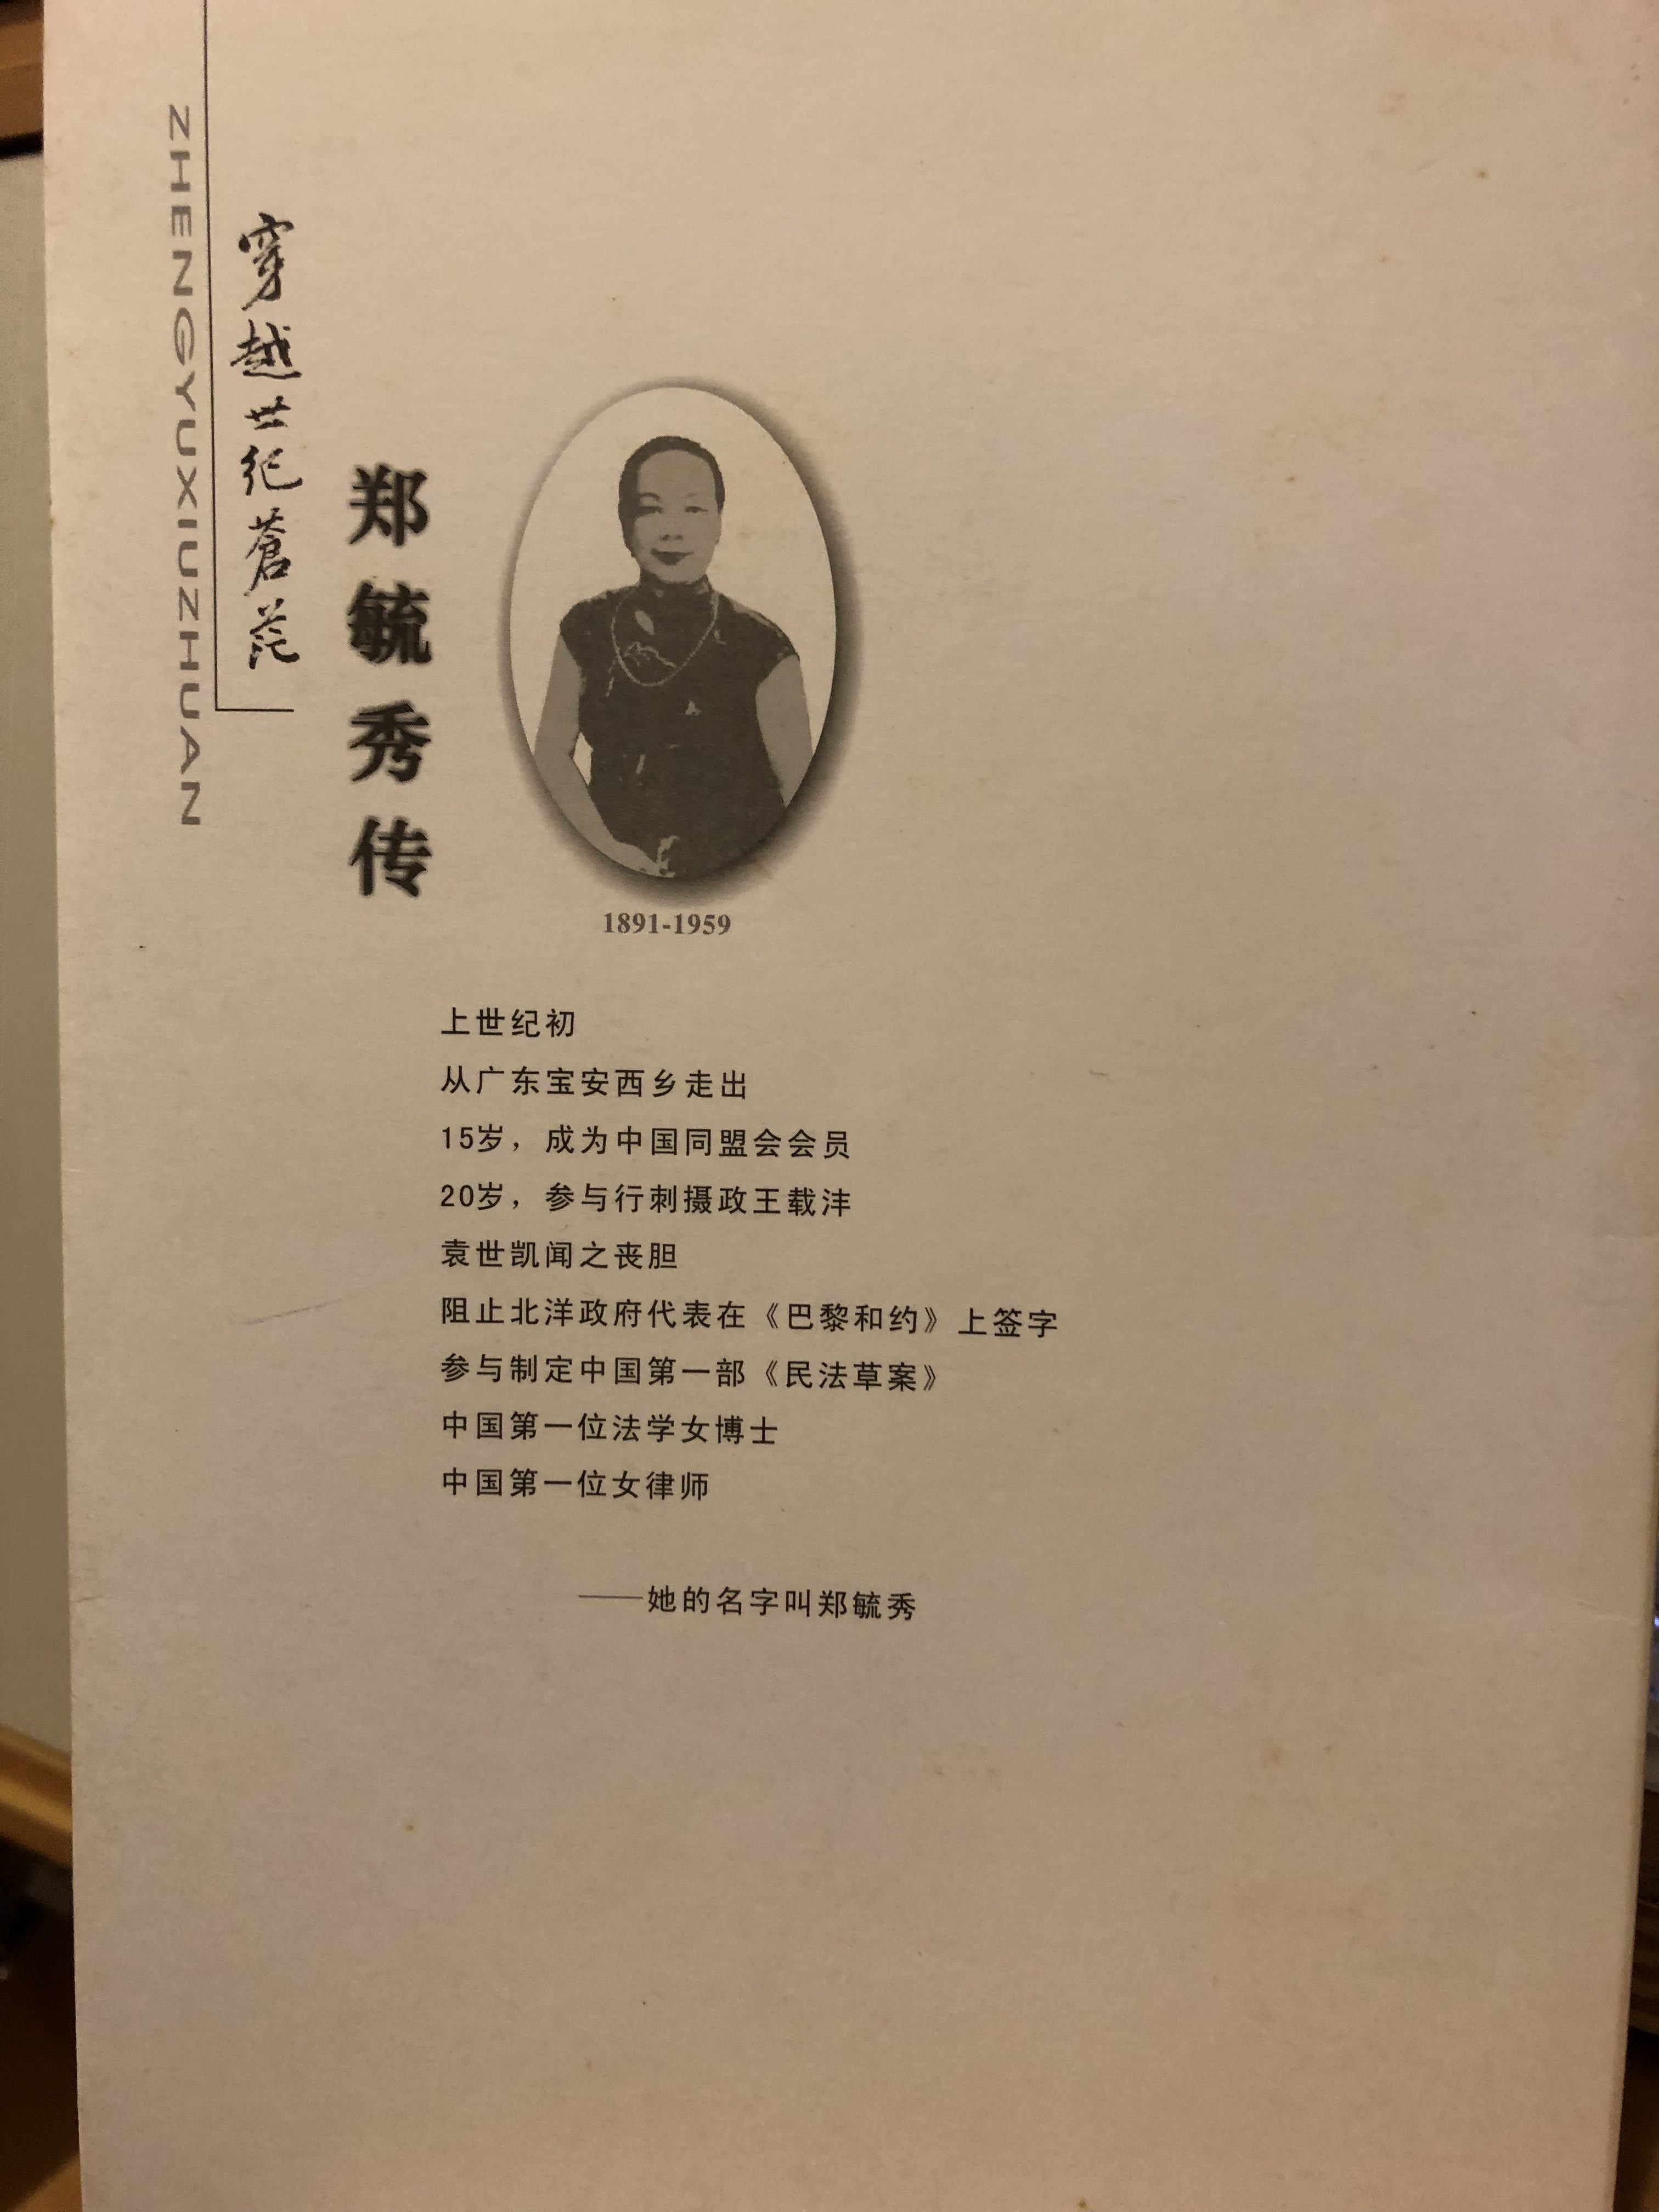 ZHENGYUXIUZHUAN
穿越世纪蒼茫
郑毓秀传
1891-1959
上世纪初
从广东宝安西乡走出
15岁，成为中国同盟会会员
20岁，参与行刺摄政王载沣
袁世凯闻之丧胆
阻止北洋政府代表在《巴黎和约》上签字
参与制定中国第一部《民法草案》
中国第一位法学女博士
中国第一位女律师
——她的名字叫郑毓秀